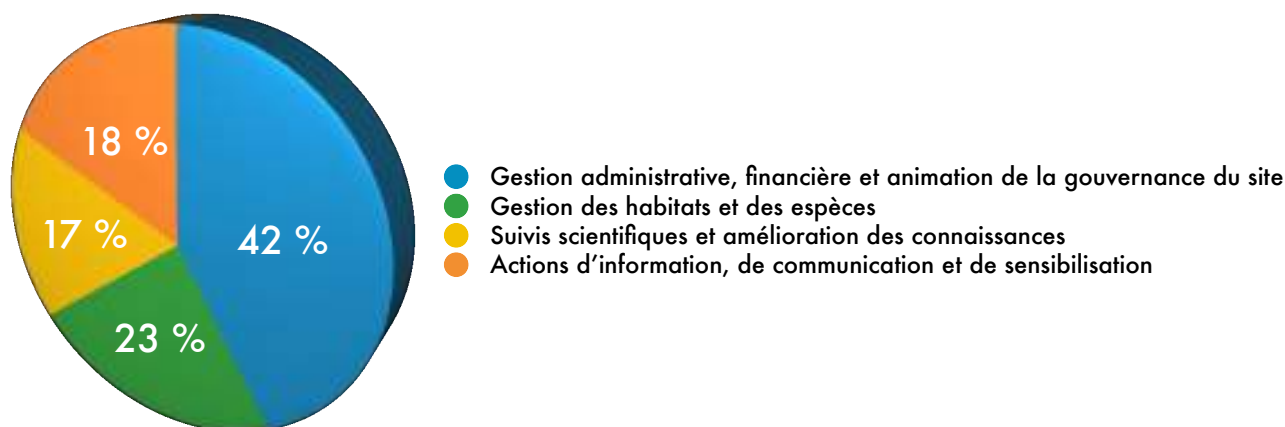 18 %
17 %
42 %
23 %
Gestion administrative, financière et animation de la gouvernance du site
Gestion des habitats et des espèces
Suivis scientifiques et amélioration des connaissances
Actions d’information, de communication et de sensibilisation